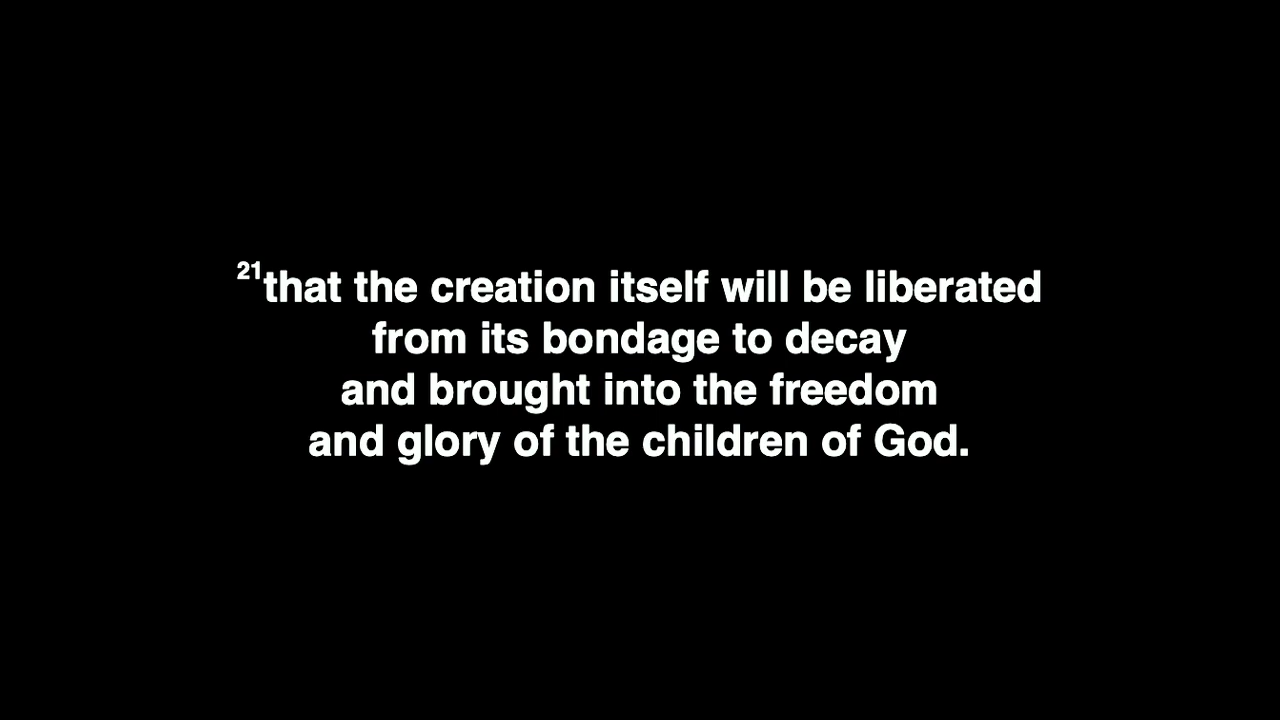 21that the creation itself will be liberated
from its bondage to decay
and brought into the freedom
and glory of the children of God.